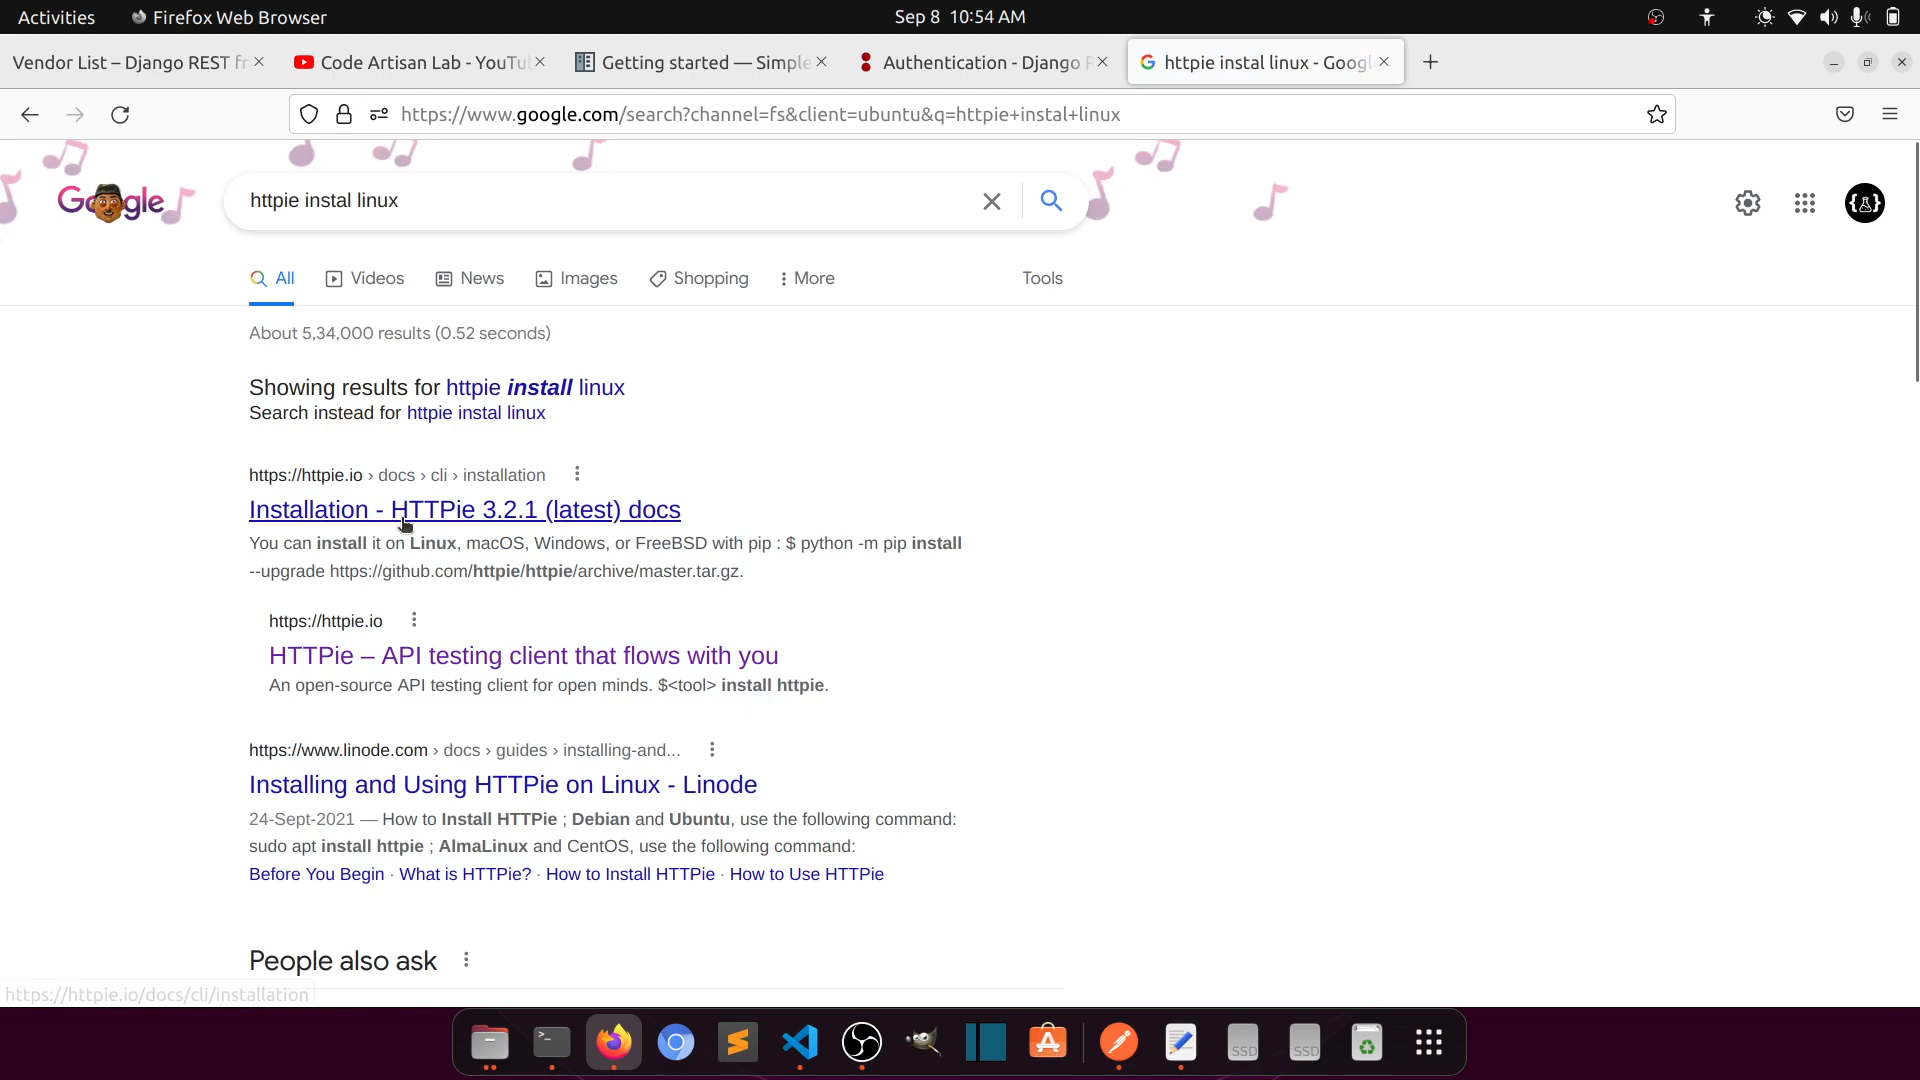 Activities Firefox Web Browser Sep 8 10:54 AM
Vendor List – Django REST fr Code Artisan Lab - YouTu Getting started — Simple Authentication - Django R httpie instal linux - Googl
https://www.google.com/search?channel=fs&client=ubuntu&q=httpie+instal+linux
Google httpie instal linux
All Videos News Images Shopping More Tools
About 5,34,000 results (0.52 seconds)
Showing results for httpie install linux
Search instead for httpie instal linux
https://httpie.io › docs › cli › installation
Installation - HTTPie 3.2.1 (latest) docs
You can install it on Linux, macOS, Windows, or FreeBSD with pip : $ python -m pip install
--upgrade https://github.com/httpie/httpie/archive/master.tar.gz.
https://httpie.io
HTTPie – API testing client that flows with you
An open-source API testing client for open minds. $<tool> install httpie.
https://www.linode.com › docs › guides › installing-and...
Installing and Using HTTPie on Linux - Linode
24-Sept-2021 — How to Install HTTPie ; Debian and Ubuntu, use the following command:
sudo apt install httpie ; AlmaLinux and CentOS, use the following command:
Before You Begin · What is HTTPie? · How to Install HTTPie · How to Use HTTPie
People also ask
https://httpie.io/docs/cli/installation
SSD SSD